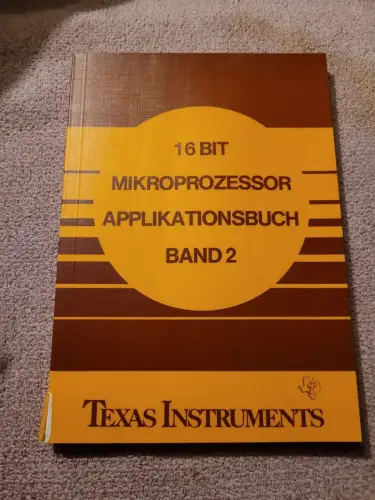 16 BIT
MIKROPROZESSOR
APPLIKATIONSBUCH
BAND 2
TEXAS INSTRUMENTS